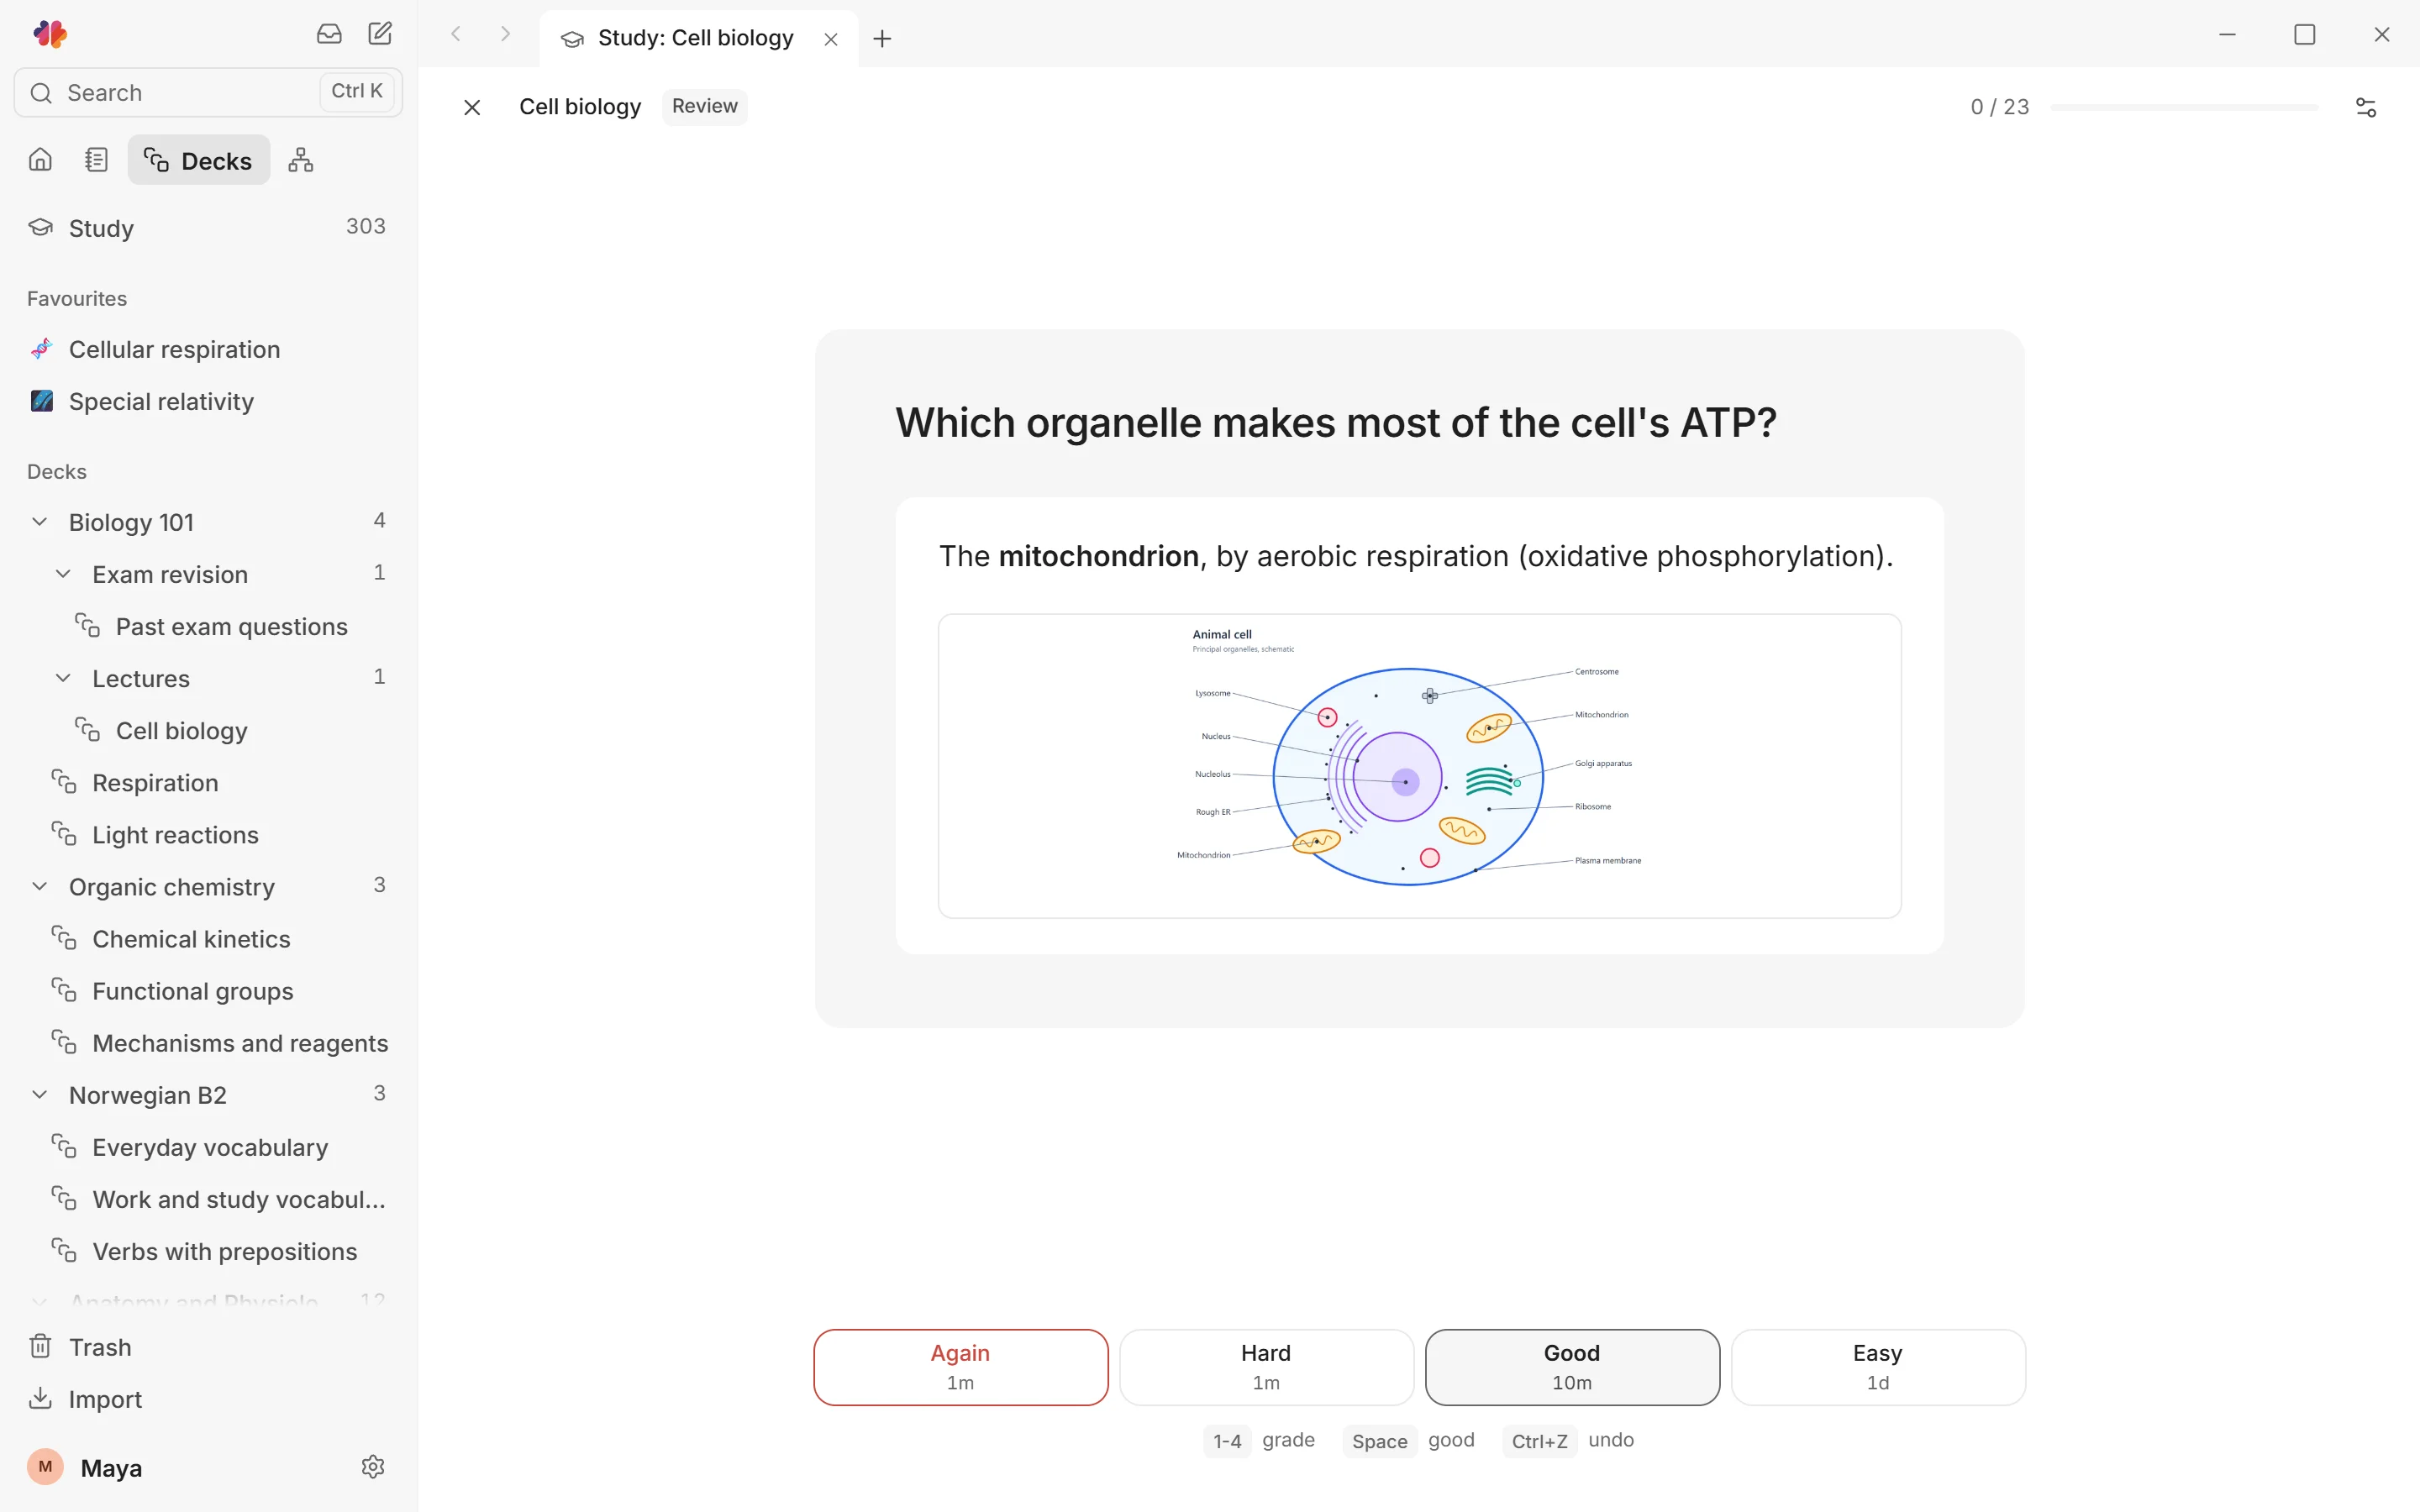 Study: Cell biology
Search
Ctrl K
Decks
Study 303
Favourites
Cellular respiration
Special relativity
Decks
Biology 101 4
Exam revision 1
Past exam questions
Lectures 1
Cell biology
Respiration
Light reactions
Organic chemistry 3
Chemical kinetics
Functional groups
Mechanisms and reagents
Norwegian B2 3
Everyday vocabulary
Work and study vocabul...
Verbs with prepositions
Anatomy and Physiolo 12
Trash
Import
M
Maya
Cell biology
Review
0 / 23
Which organelle makes most of the cell's ATP?
The mitochondrion, by aerobic respiration (oxidative phosphorylation).
Animal cell
Principal organelles, schematic
Lysosome
Nucleus
Nucleolus
Rough ER
Mitochondrion
Centrosome
Mitochondrion
Golgi apparatus
Ribosome
Plasma membrane
Again
1m
Hard
1m
Good
10m
Easy
1d
1-4 grade Space good Ctrl+Z undo